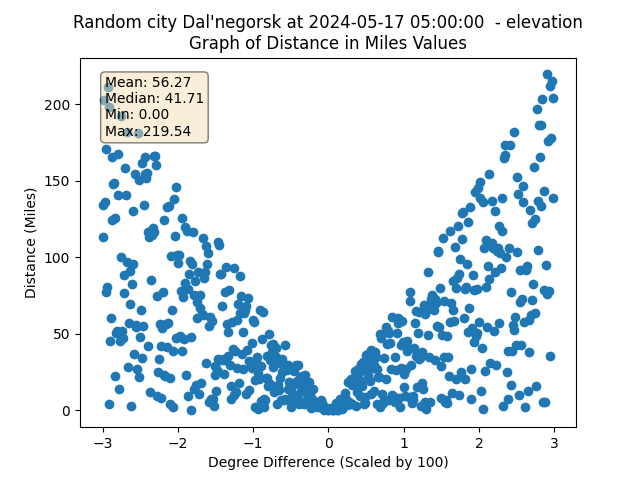 Random city Dal'negorsk at 2024-05-17 05:00:00  - elevation
Graph of Distance in Miles Values
Mean: 56.27
Median: 41.71
Min: 0.00
Max: 219.54
200
150
100
50
0
Distance (Miles)
−3 −2 −1 0 1 2 3
Degree Difference (Scaled by 100)